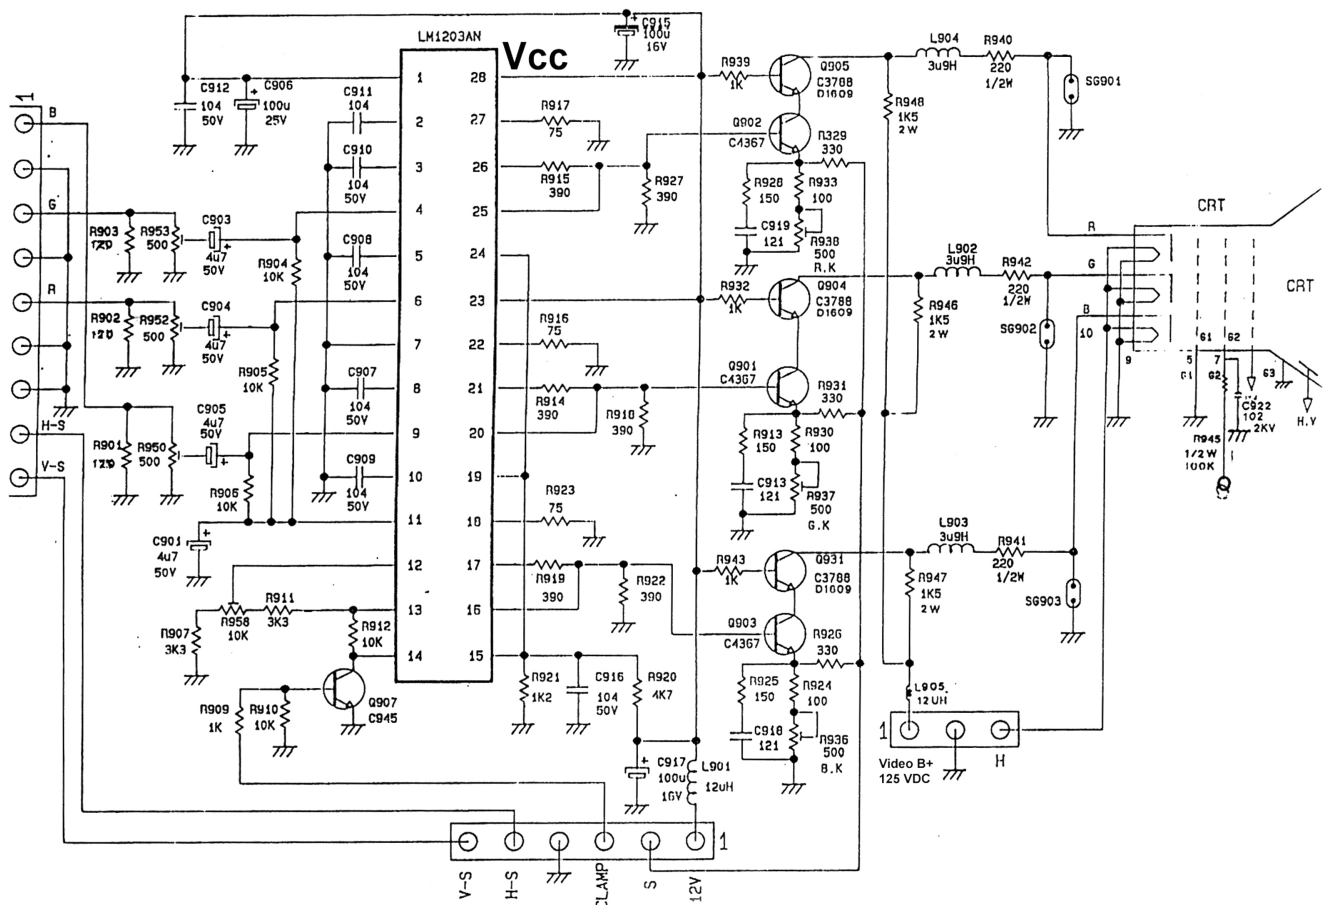 LM1203AN
Vcc
+
C915
100u
16V
C912
104
50V
C906
+
100u
25V
C911
104
C910
104
50V
C908
104
50V
C907
104
50V
C909
104
50V
1
2
3
4
5
6
7
8
9
10
11
12
13
14
28
27
26
25
24
23
22
21
20
19
18
17
16
15
1
B
G
R
H-S
V-S
R903
120
R953
500
C903
+
4u7
50V
R904
10K
R902
120
R952
500
C904
+
4u7
50V
R905
10K
R901
120
R950
500
C905
4u7
50V
+
R906
10K
C901
4u7
50V
+
R907
3K3
R958
10K
R911
3K3
R912
10K
R909
1K
R910
10K
Q907
C945
R917
75
R915
390
R927
390
R916
75
R914
390
R918
390
R923
75
R919
390
R922
390
R921
1K2
C916
104
50V
R920
4K7
C917
100u
16V
+
L901
12uH
R939
1K
Q905
C3788
D1609
Q902
C4367
R329
330
R928
150
R933
100
C919
121
R938
500
R.K
R932
1K
Q904
C3788
D1609
Q901
C4367
R931
330
R913
150
R930
100
C913
121
R937
500
G.K
R943
1K
Q931
C3788
D1609
Q903
C4367
R926
330
R925
150
R924
100
C918
121
R936
500
B.K
L904
3u9H
R940
220
1/2W
SG901
R948
1K5
2W
L902
3u9H
R942
220
1/2W
R946
1K5
2W
SG902
L903
3u9H
R941
220
1/2W
R947
1K5
2W
SG903
L905
12UH
1
H
Video B+
125 VDC
CRT
CRT
R
G
B
10
9
G1
G2
5
7
G1
G2
G3
C922
102
2KV
H.V
R945
1/2W
100K
1
V-S
H-S
CLAMP
S
12V